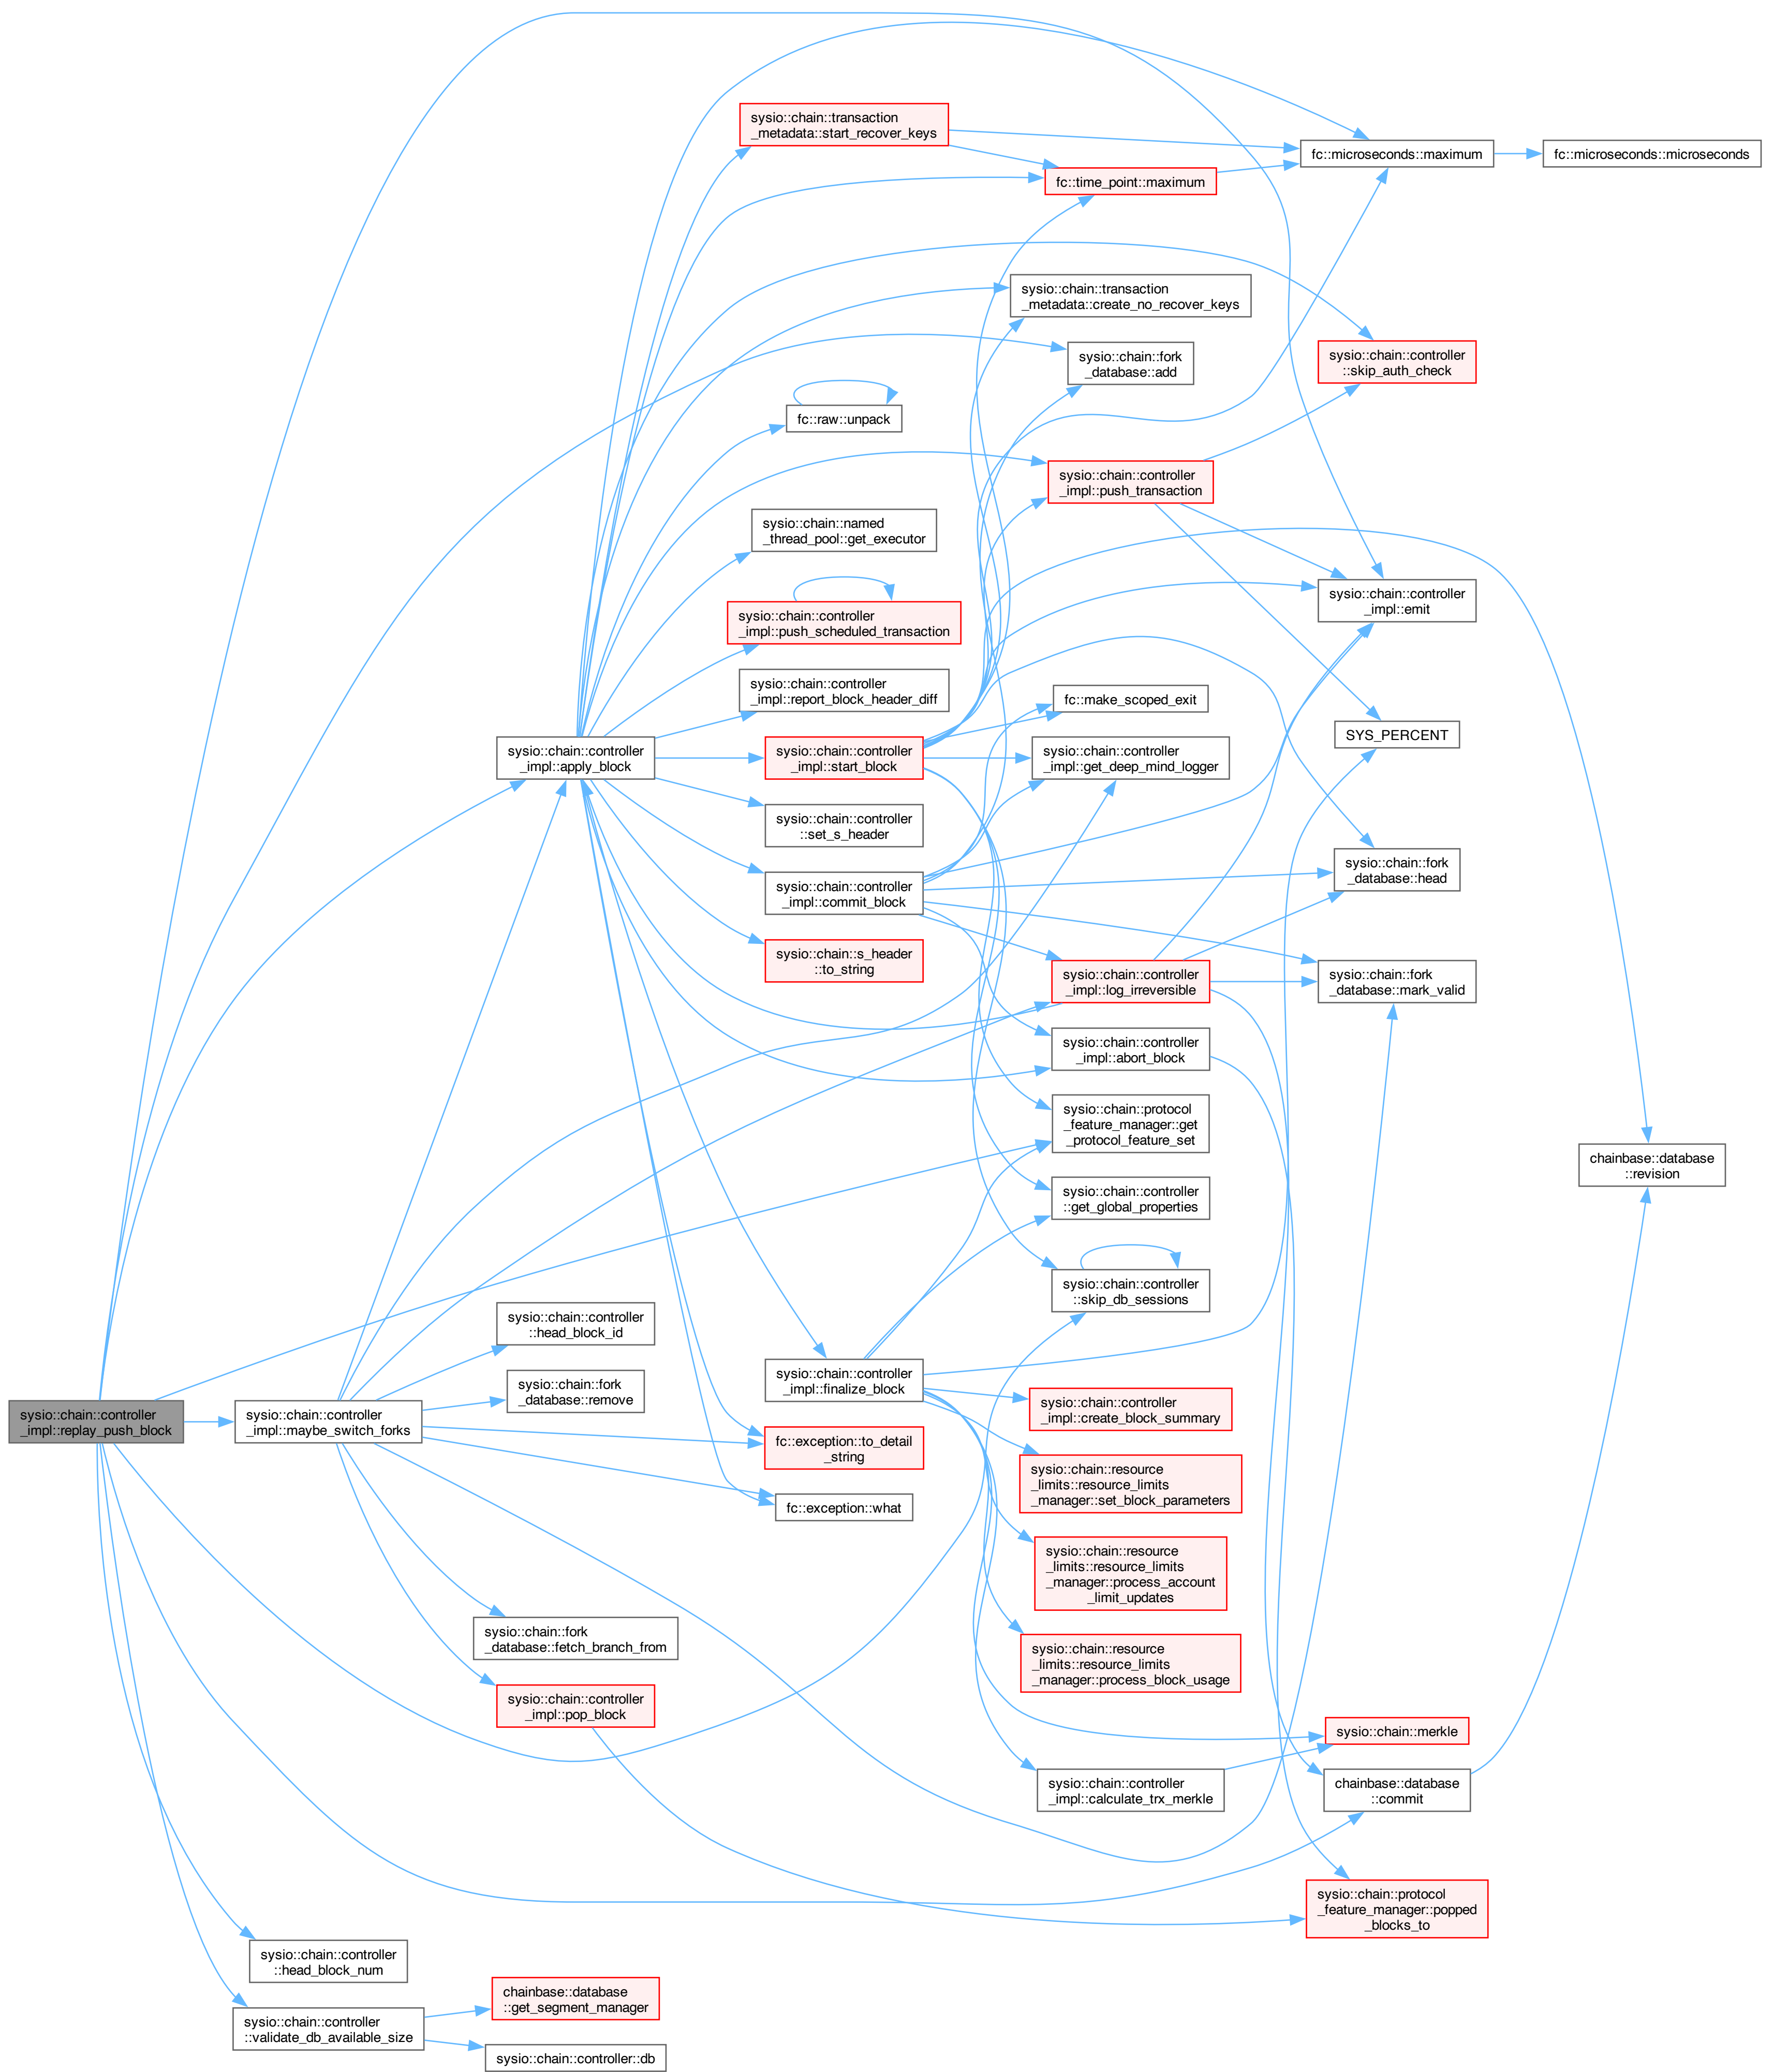 sysio::chain::controller
_impl::replay_push_block
sysio::chain::controller
_impl::apply_block
sysio::chain::transaction
_metadata::start_recover_keys
fc::time_point::maximum
fc::microseconds::maximum
fc::microseconds::microseconds
sysio::chain::transaction
_metadata::create_no_recover_keys
sysio::chain::fork
_database::add
sysio::chain::controller
::skip_auth_check
fc::raw::unpack
sysio::chain::controller
_impl::push_transaction
sysio::chain::named
_thread_pool::get_executor
sysio::chain::controller
_impl::push_scheduled_transaction
sysio::chain::controller
_impl::emit
sysio::chain::controller
_impl::report_block_header_diff
fc::make_scoped_exit
SYS_PERCENT
sysio::chain::controller
_impl::start_block
sysio::chain::controller
_impl::get_deep_mind_logger
sysio::chain::controller
::set_s_header
sysio::chain::controller
_impl::commit_block
sysio::chain::fork
_database::head
sysio::chain::s_header
::to_string
sysio::chain::controller
_impl::log_irreversible
sysio::chain::fork
_database::mark_valid
sysio::chain::controller
_impl::abort_block
sysio::chain::protocol
_feature_manager::get
_protocol_feature_set
chainbase::database
::revision
sysio::chain::controller
::get_global_properties
sysio::chain::controller
::skip_db_sessions
sysio::chain::controller
::head_block_id
sysio::chain::fork
_database::remove
sysio::chain::controller
_impl::finalize_block
sysio::chain::controller
_impl::create_block_summary
sysio::chain::controller
_impl::maybe_switch_forks
fc::exception::to_detail
_string
sysio::chain::resource
_limits::resource_limits
_manager::set_block_parameters
fc::exception::what
sysio::chain::resource
_limits::resource_limits
_manager::process_account
_limit_updates
sysio::chain::fork
_database::fetch_branch_from
sysio::chain::resource
_limits::resource_limits
_manager::process_block_usage
sysio::chain::controller
_impl::pop_block
sysio::chain::merkle
sysio::chain::controller
_impl::calculate_trx_merkle
chainbase::database
::commit
sysio::chain::protocol
_feature_manager::popped
_blocks_to
sysio::chain::controller
::head_block_num
chainbase::database
::get_segment_manager
sysio::chain::controller
::validate_db_available_size
sysio::chain::controller::db